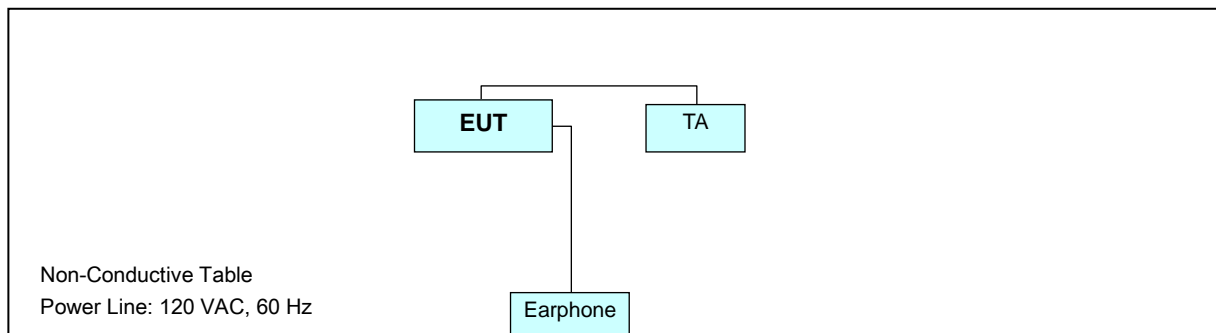 EUT
TA
Non-Conductive Table
Power Line: 120 VAC, 60 Hz
Earphone